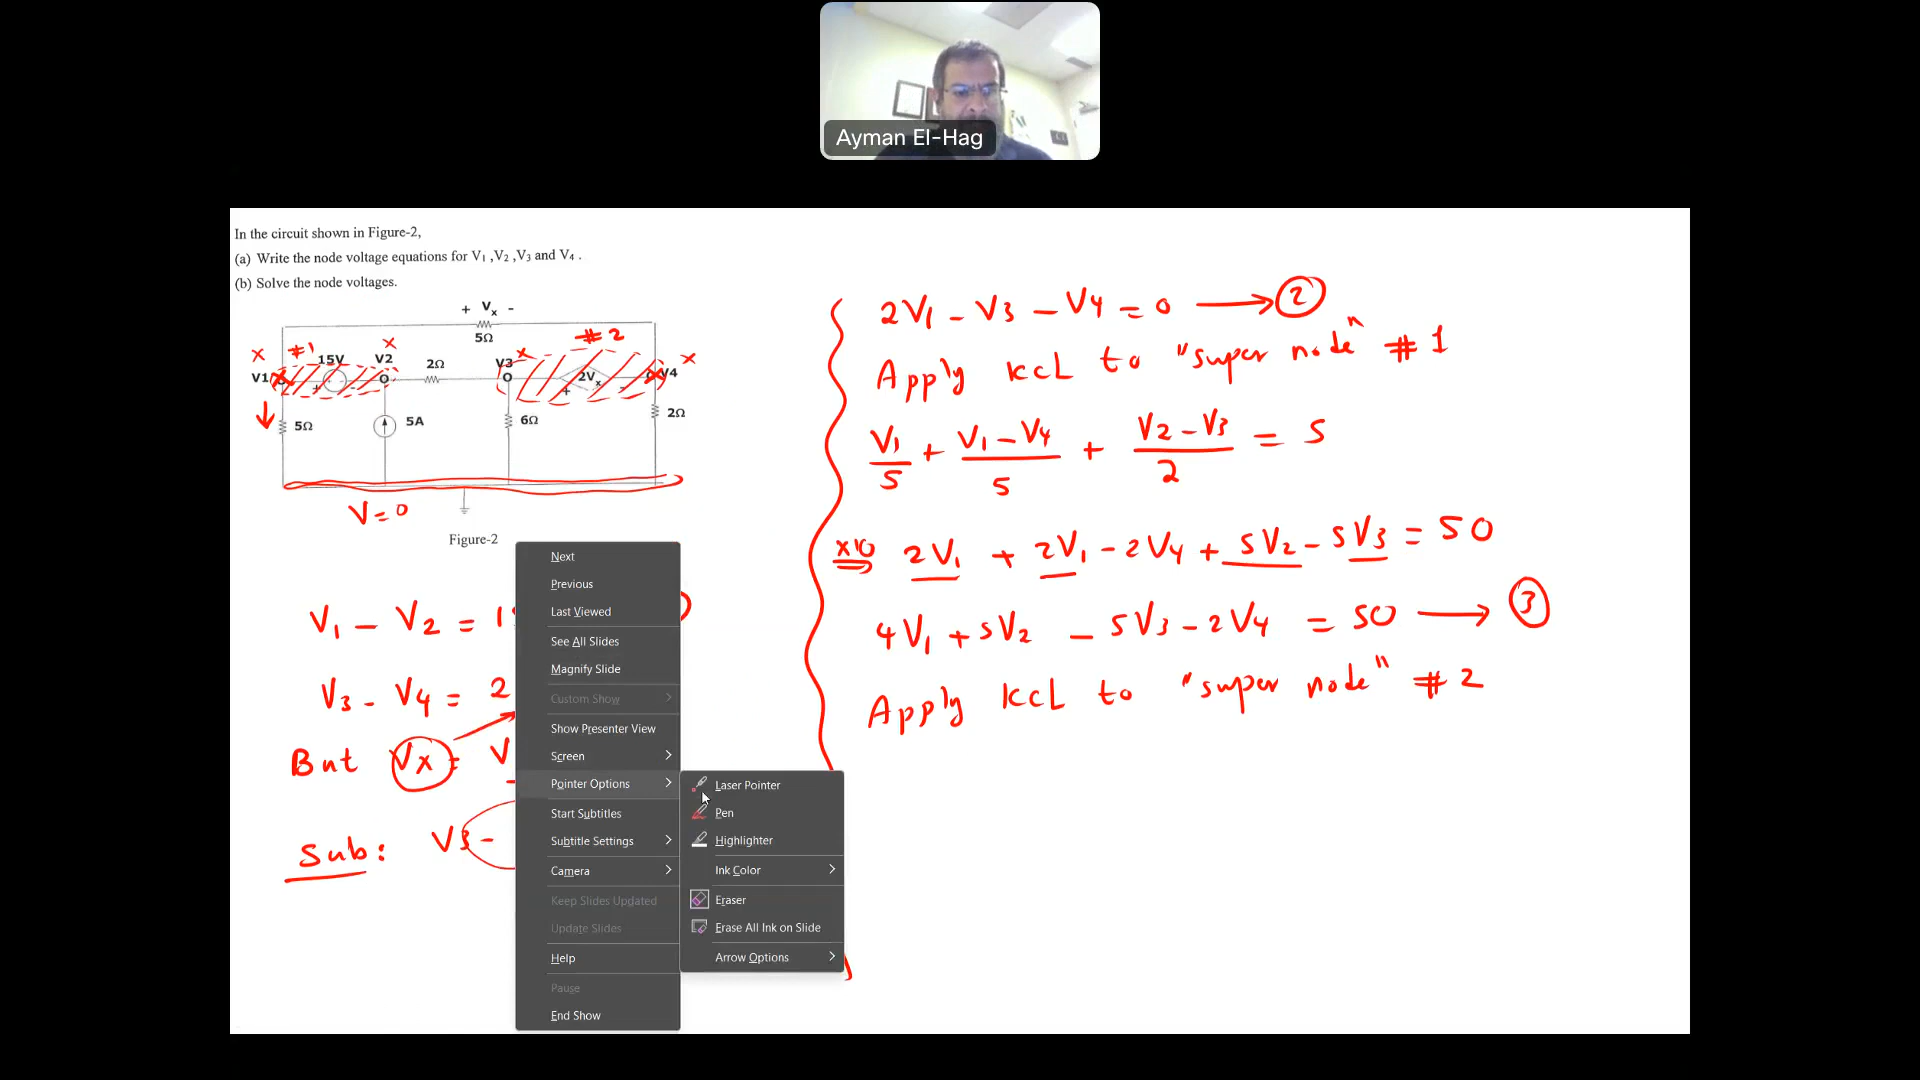 Ayman El-Hag
In the circuit shown in Figure-2,
(a) Write the node voltage equations for V1 ,V2 ,V3 and V4 .
(b) Solve the node voltages.
+ Vx -
5Ω
#1
#2
x
x
x
x
V1
15V
V2
2Ω
V3
2Vx
V4
+ -
+ -
5Ω
5A
6Ω
2Ω
V=0
Figure-2
V1 - V2 =
V3 - V4 = 2
But Vx = V
Sub: V3 -
2V1 - V3 - V4 = 0 → 2
Apply KCL to "super node" #1
V1/5 + V1-V4/5 + V2-V3/2 = 5
x10 2V1 + 2V1 - 2V4 + 5V2 - 5V3 = 50
4V1 + 5V2 - 5V3 - 2V4 = 50 → 3
Apply KCL to "super node" #2
Next
Previous
Last Viewed
See All Slides
Magnify Slide
Custom Show
Show Presenter View
Screen
Pointer Options
Start Subtitles
Subtitle Settings
Camera
Keep Slides Updated
Update Slides
Help
Pause
End Show
Laser Pointer
Pen
Highlighter
Ink Color
Eraser
Erase All Ink on Slide
Arrow Options